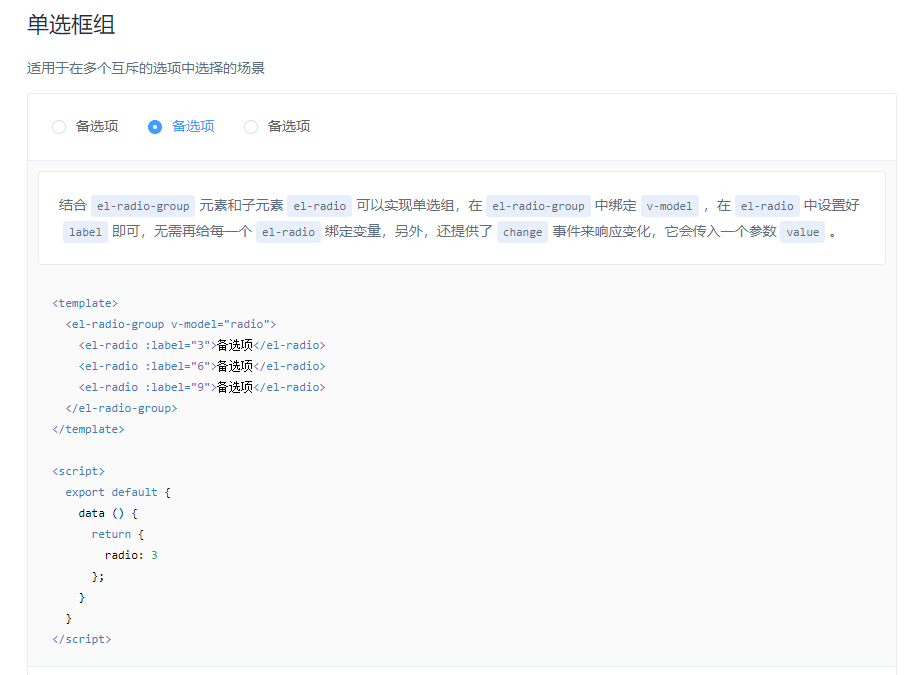 单选框组
适用于在多个互斥的选项中选择的场景
备选项 备选项 备选项
结合 el-radio-group 元素和子元素 el-radio 可以实现单选组，在 el-radio-group 中绑定 v-model ，在 el-radio 中设置好
label 即可，无需再给每一个 el-radio 绑定变量，另外，还提供了 change 事件来响应变化，它会传入一个参数 value 。
<template>
  <el-radio-group v-model="radio">
    <el-radio :label="3">备选项</el-radio>
    <el-radio :label="6">备选项</el-radio>
    <el-radio :label="9">备选项</el-radio>
  </el-radio-group>
</template>
<script>
  export default {
    data () {
      return {
        radio: 3
      };
    }
  }
</script>